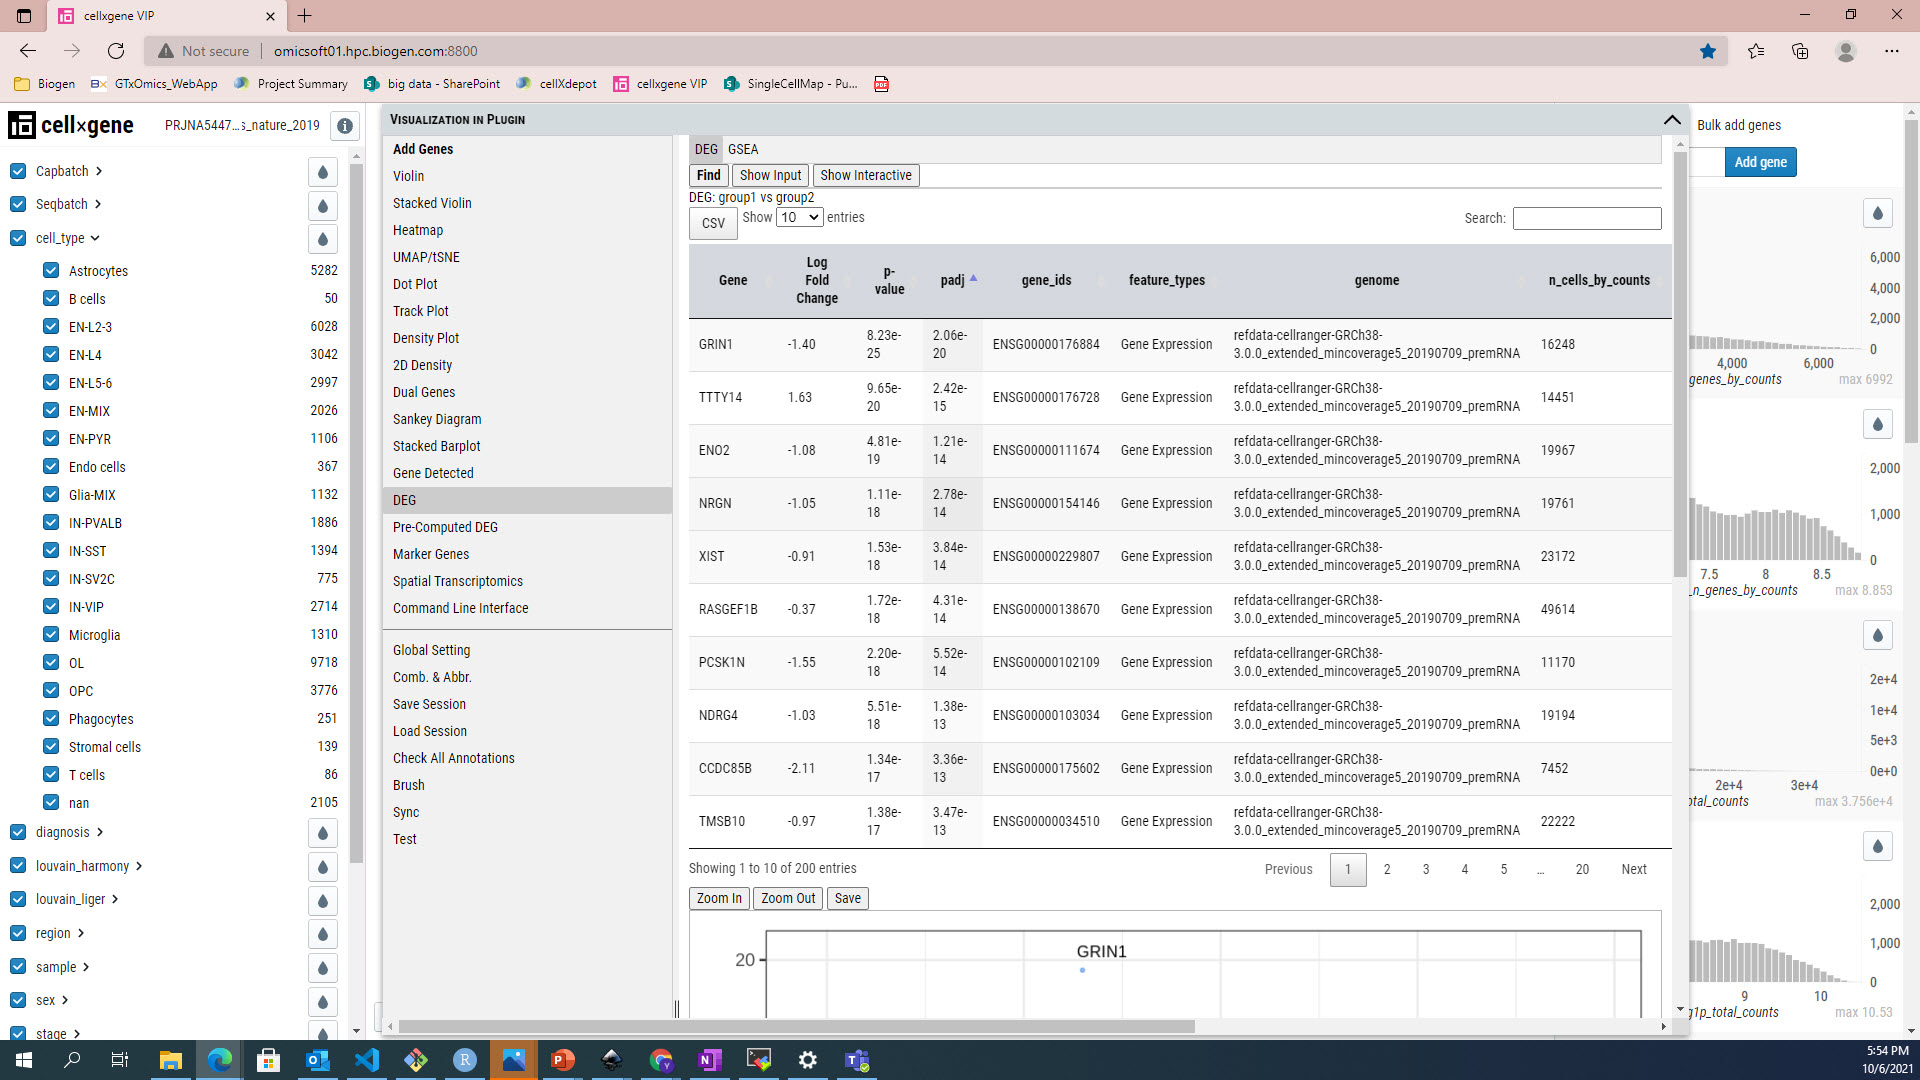 cellxgene VIP
Not secure
omicsoft01.hpc.biogen.com:8800
Biogen
GTxOmics_WebApp
Project Summary
big data - SharePoint
cellXdepot
cellxgene VIP
SingleCellMap - Pu...
cell×gene
PRJNA5447...s_nature_2019
Capbatch
Seqbatch
cell_type
Astrocytes 5282
B cells 50
EN-L2-3 6028
EN-L4 3042
EN-L5-6 2997
EN-MIX 2026
EN-PYR 1106
Endo cells 367
Glia-MIX 1132
IN-PVALB 1886
IN-SST 1394
IN-SV2C 775
IN-VIP 2714
Microglia 1310
OL 9718
OPC 3776
Phagocytes 251
Stromal cells 139
T cells 86
nan 2105
diagnosis
louvain_harmony
louvain_liger
region
sample
sex
stage
Visualization in Plugin
Add Genes
Violin
Stacked Violin
Heatmap
UMAP/tSNE
Dot Plot
Track Plot
Density Plot
2D Density
Dual Genes
Sankey Diagram
Stacked Barplot
Gene Detected
DEG
Pre-Computed DEG
Marker Genes
Spatial Transcriptomics
Command Line Interface
Global Setting
Comb. & Abbr.
Save Session
Load Session
Check All Annotations
Brush
Sync
Test
DEG GSEA
Find Show Input Show Interactive
DEG: group1 vs group2
CSV Show 10 entries Search:
Gene Log Fold Change p-value padj gene_ids feature_types genome n_cells_by_counts
GRIN1 -1.40 8.23e-25 2.06e-20 ENSG00000176884 Gene Expression refdata-cellranger-GRCh38-3.0.0_extended_mincoverage5_20190709_premRNA 16248
TTTY14 1.63 9.65e-20 2.42e-15 ENSG00000176728 Gene Expression refdata-cellranger-GRCh38-3.0.0_extended_mincoverage5_20190709_premRNA 14451
ENO2 -1.08 4.81e-19 1.21e-14 ENSG00000111674 Gene Expression refdata-cellranger-GRCh38-3.0.0_extended_mincoverage5_20190709_premRNA 19967
NRGN -1.05 1.11e-18 2.78e-14 ENSG00000154146 Gene Expression refdata-cellranger-GRCh38-3.0.0_extended_mincoverage5_20190709_premRNA 19761
XIST -0.91 1.53e-18 3.84e-14 ENSG00000229807 Gene Expression refdata-cellranger-GRCh38-3.0.0_extended_mincoverage5_20190709_premRNA 23172
RASGEF1B -0.37 1.72e-18 4.31e-14 ENSG00000138670 Gene Expression refdata-cellranger-GRCh38-3.0.0_extended_mincoverage5_20190709_premRNA 49614
PCSK1N -1.55 2.20e-18 5.52e-14 ENSG00000102109 Gene Expression refdata-cellranger-GRCh38-3.0.0_extended_mincoverage5_20190709_premRNA 11170
NDRG4 -1.03 5.51e-18 1.38e-13 ENSG00000103034 Gene Expression refdata-cellranger-GRCh38-3.0.0_extended_mincoverage5_20190709_premRNA 19194
CCDC85B -2.11 1.34e-17 3.36e-13 ENSG00000175602 Gene Expression refdata-cellranger-GRCh38-3.0.0_extended_mincoverage5_20190709_premRNA 7452
TMSB10 -0.97 1.38e-17 3.47e-13 ENSG00000034510 Gene Expression refdata-cellranger-GRCh38-3.0.0_extended_mincoverage5_20190709_premRNA 22222
Showing 1 to 10 of 200 entries Previous 1 2 3 4 5 ... 20 Next
Zoom In Zoom Out Save
GRIN1
20
Bulk add genes
Add gene
6,000
4,000
2,000
0
4,000 6,000
genes_by_counts max 6992
2,000
1,000
0
7.5 8 8.5
_n_genes_by_counts max 8.853
2e+4
1e+4
5e+3
0e+0
2e+4 3e+4
otal_counts max 3.756e+4
2,000
1,000
0
9 10
g1p_total_counts max 10.53
5:54 PM
10/6/2021